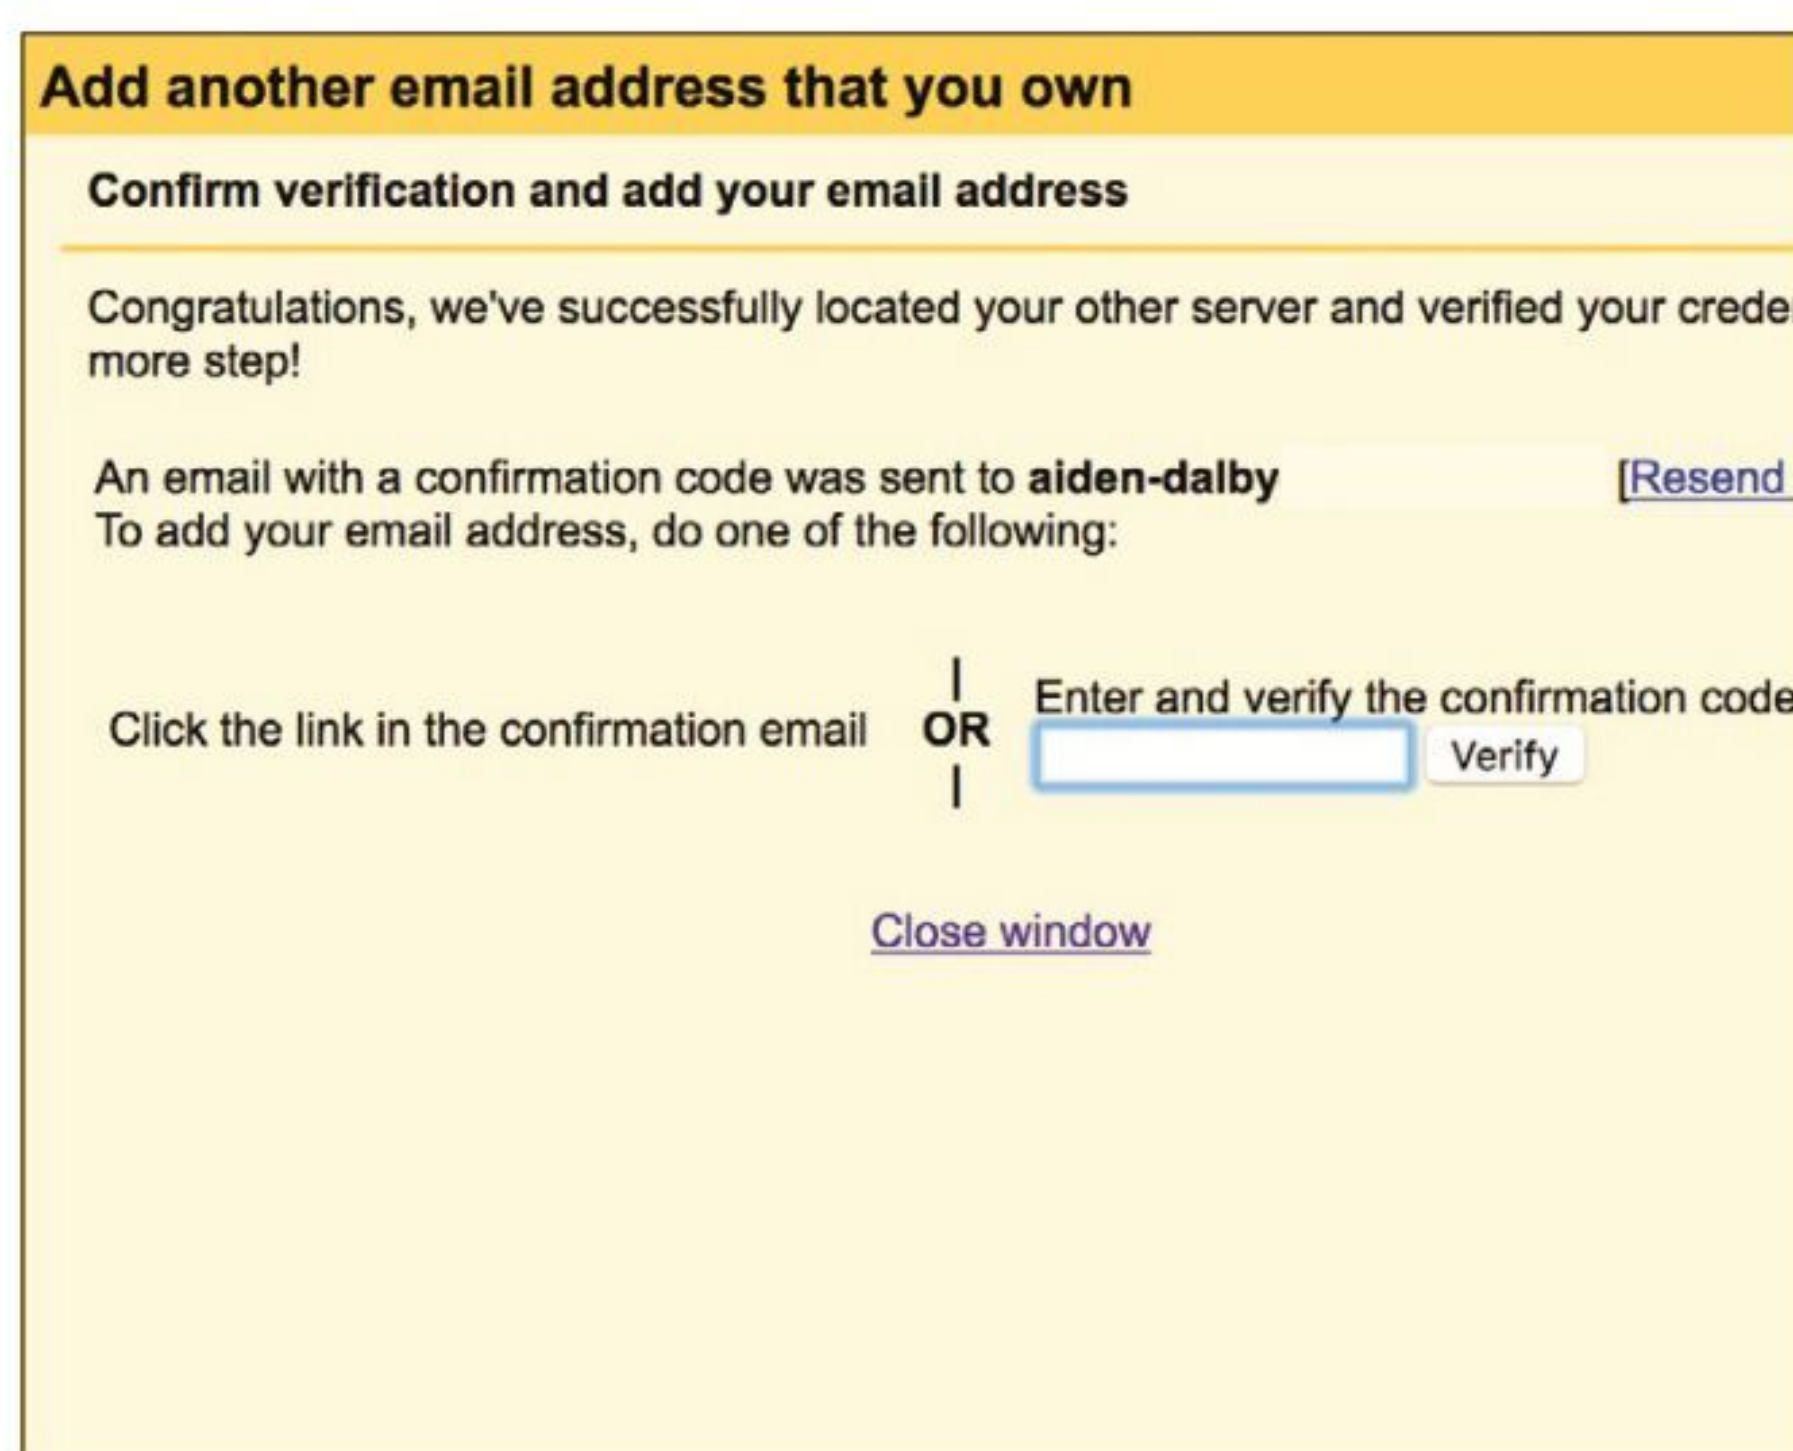 Add another email address that you own
Confirm verification and add your email address
Congratulations, we've successfully located your other server and verified your crede
more step!
An email with a confirmation code was sent to aiden-dalby [Resend
To add your email address, do one of the following:
Click the link in the confirmation email
|
OR
|
Enter and verify the confirmation code
Verify
Close window